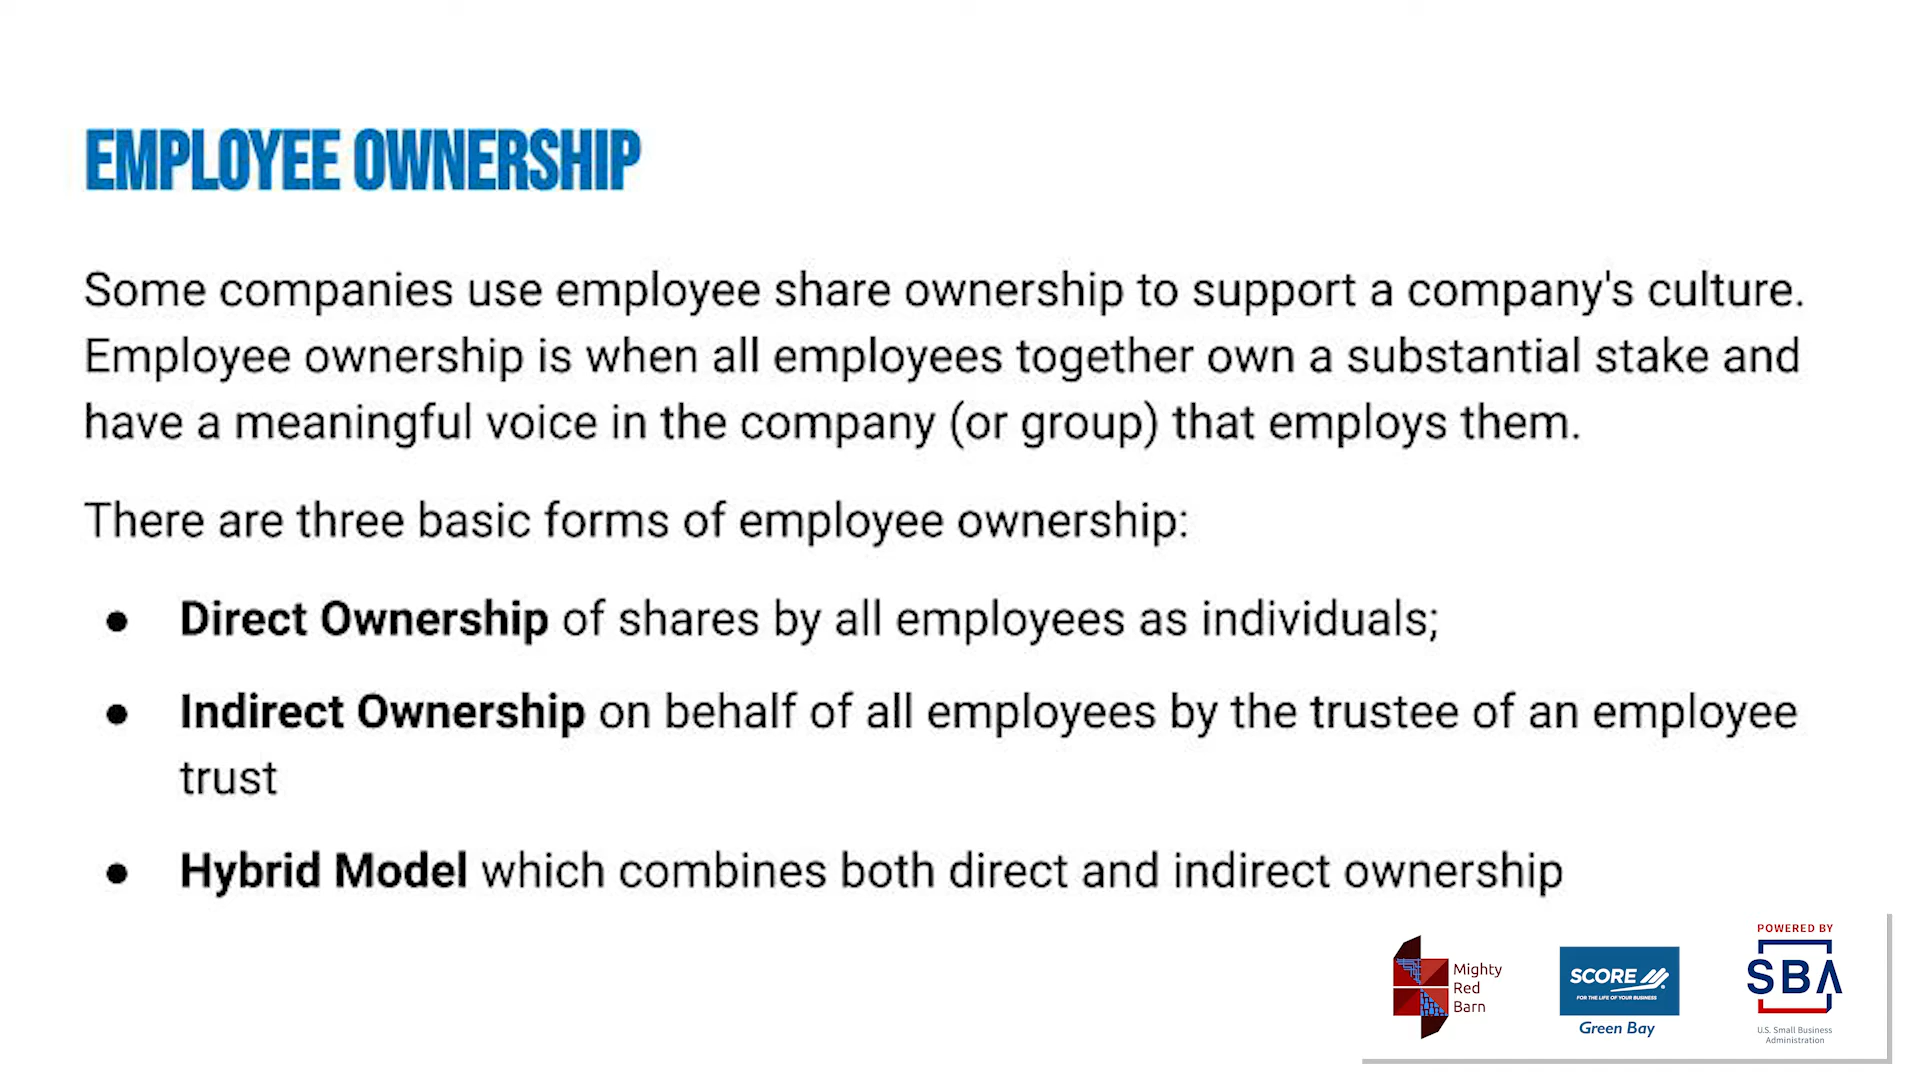 EMPLOYEE OWNERSHIP
Some companies use employee share ownership to support a company's culture.
Employee ownership is when all employees together own a substantial stake and
have a meaningful voice in the company (or group) that employs them.
There are three basic forms of employee ownership:
● Direct Ownership of shares by all employees as individuals;
● Indirect Ownership on behalf of all employees by the trustee of an employee
trust
● Hybrid Model which combines both direct and indirect ownership
Mighty
Red
Barn
SCORE
FOR THE LIFE OF YOUR BUSINESS
Green Bay
POWERED BY
SBA
U.S. Small Business
Administration